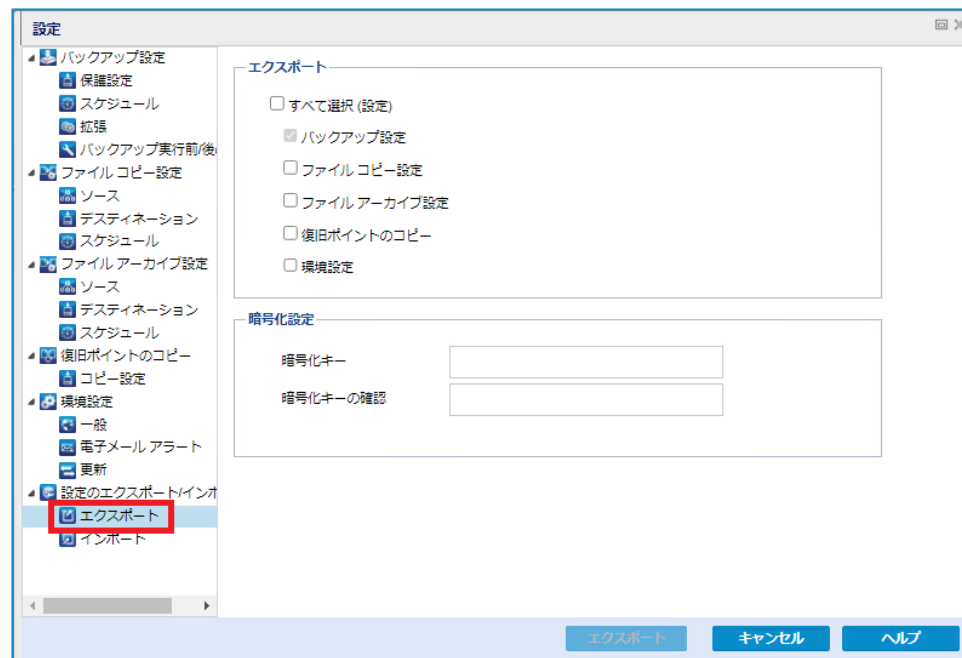 設定
バックアップ設定
保護設定
スケジュール
拡張
バックアップ実行前/後
ファイル コピー設定
ソース
デスティネーション
スケジュール
ファイル アーカイブ設定
ソース
デスティネーション
スケジュール
復旧ポイントのコピー
コピー設定
環境設定
一般
電子メール アラート
更新
設定のエクスポート/インポ
エクスポート
インポート
エクスポート
すべて選択 (設定)
バックアップ設定
ファイル コピー設定
ファイル アーカイブ設定
復旧ポイントのコピー
環境設定
暗号化設定
暗号化キー
暗号化キーの確認
エクスポート
キャンセル
ヘルプ